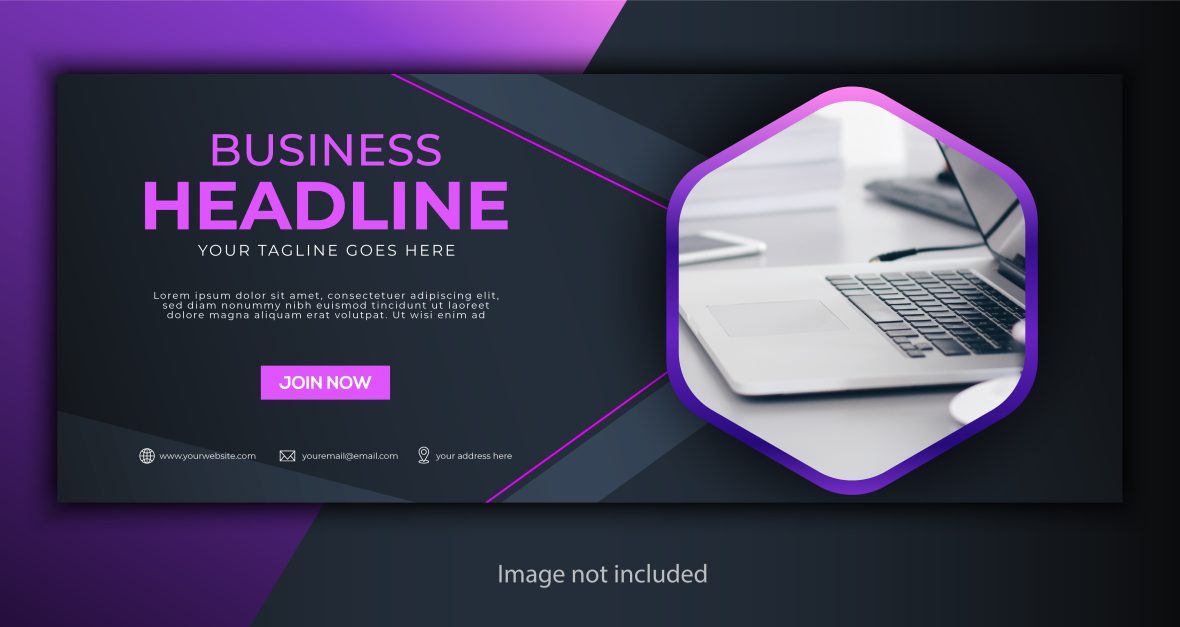 BUSINESS
HEADLINE
YOUR TAGLINE GOES HERE
Lorem ipsum dolor sit amet, consectetuer adipiscing elit,
sed diam nonummy nibh euismod tincidunt ut laoreet
dolore magna aliquam erat volutpat. Ut wisi enim ad
JOIN NOW
www.yourwebsite.com youremail@email.com your address here
Image not included